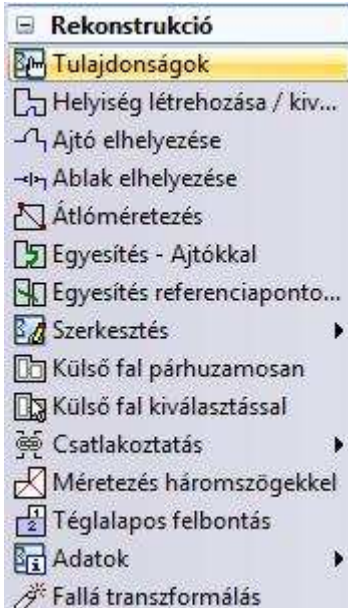 Rekonstrukció
Tulajdonságok
Helyiség létrehozása / kiv...
Ajtó elhelyezése
Ablak elhelyezése
Átlóméretezés
Egyesítés - Ajtókkal
Egyesítés referenciaponto...
Szerkesztés
Külső fal párhuzamosan
Külső fal kiválasztással
Csatlakoztatás
Méretezés háromszögekkel
Téglalapos felbontás
Adatok
Fallá transzformálás